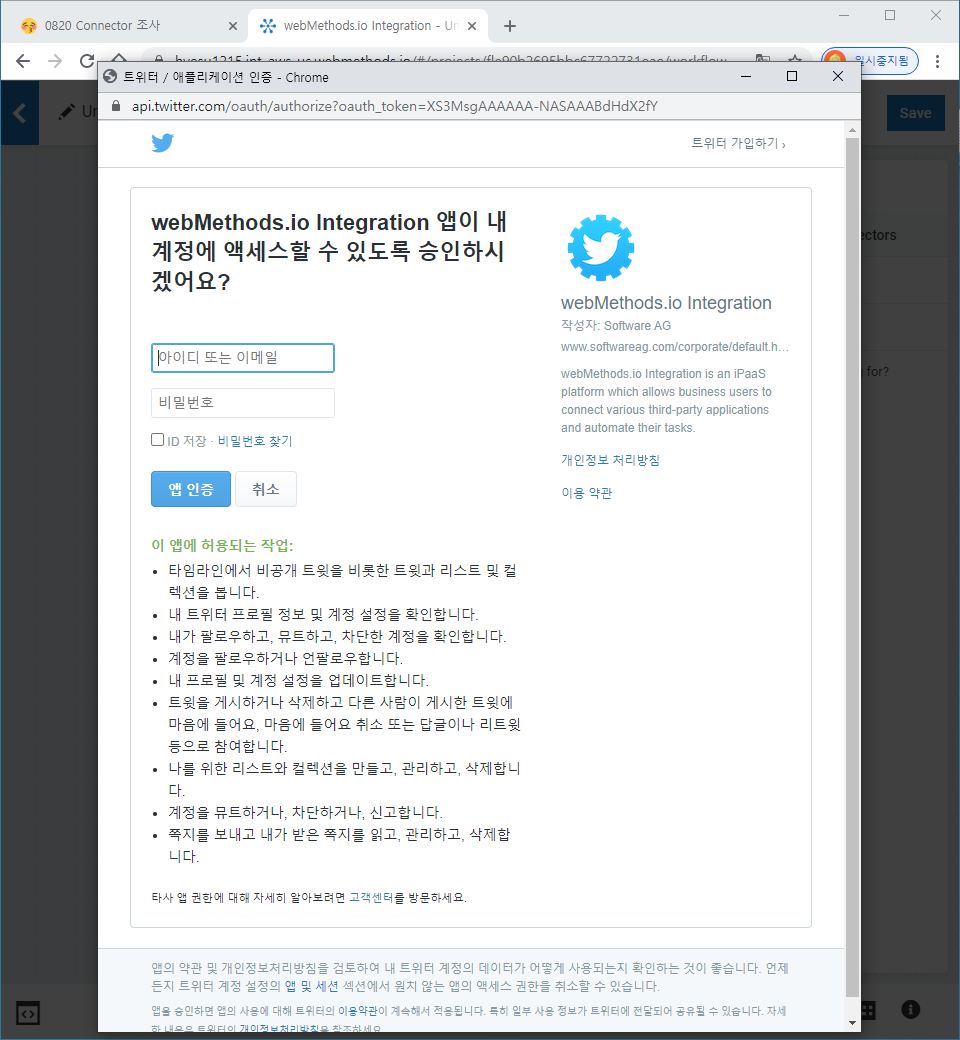 0820 Connector 조사
webMethods.io Integration - Un
일시중지됨
트위터 / 애플리케이션 인증 - Chrome
api.twitter.com/oauth/authorize?oauth_token=XS3MsgAAAAAA-NASAAABdHdX2fY
Un
Save
트위터 가입하기 ›
webMethods.io Integration 앱이 내
계정에 액세스할 수 있도록 승인하시
겠어요?
아이디 또는 이메일
비밀번호
ID 저장 · 비밀번호 찾기
앱 인증 취소
이 앱에 허용되는 작업:
• 타임라인에서 비공개 트윗을 비롯한 트윗과 리스트 및 컬
렉션을 봅니다.
• 내 트위터 프로필 정보 및 계정 설정을 확인합니다.
• 내가 팔로우하고, 뮤트하고, 차단한 계정을 확인합니다.
• 계정을 팔로우하거나 언팔로우합니다.
• 내 프로필 및 계정 설정을 업데이트합니다.
• 트윗을 게시하거나 삭제하고 다른 사람이 게시한 트윗에
마음에 들어요, 마음에 들어요 취소 또는 답글이나 리트윗
등으로 참여합니다.
• 나를 위한 리스트와 컬렉션을 만들고, 관리하고, 삭제합니
다.
• 계정을 뮤트하거나, 차단하거나, 신고합니다.
• 쪽지를 보내고 내가 받은 쪽지를 읽고, 관리하고, 삭제합
니다.
타사 앱 권한에 대해 자세히 알아보려면 고객센터를 방문하세요.
webMethods.io Integration
작성자: Software AG
www.softwareag.com/corporate/default.h…
webMethods.io Integration is an iPaaS
platform which allows business users to
connect various third-party applications
and automate their tasks.
개인정보 처리방침
이용 약관
ectors
for?
앱의 약관 및 개인정보처리방침을 검토하여 내 트위터 계정의 데이터가 어떻게 사용되는지 확인하는 것이 좋습니다. 언제
든지 트위터 계정 설정의 앱 및 세션 섹션에서 원치 않는 앱의 액세스 권한을 취소할 수 있습니다.
앱을 승인하면 앱의 사용에 대해 트위터의 이용약관이 계속해서 적용됩니다. 특히 일부 사용 정보가 트위터에 전달되어 공유될 수 있습니다. 자세
한 내용은 트위터의 개인정보처리방침을 참조하세요.